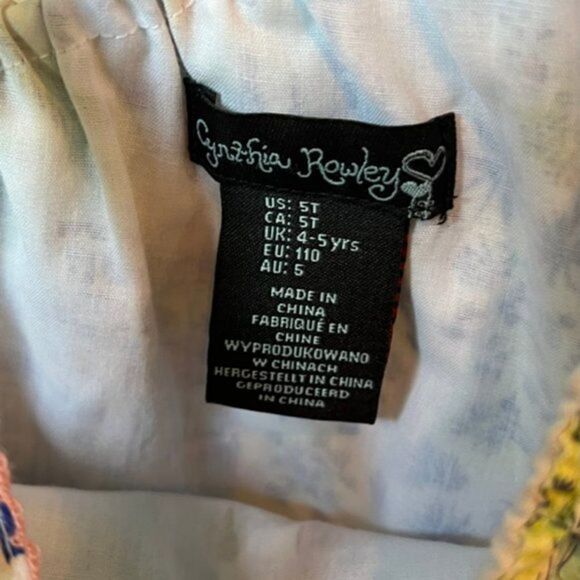 Cynthia Rowley
US: 5T
CA: 5T
UK: 4-5 yrs
EU: 110
AU: 5
MADE IN
CHINA
FABRIQUÉ EN
CHINE
WYPRODUKOWANO
W CHINACH
HERGESTELLT IN CHINA
GEPRODUCEERD
IN CHINA